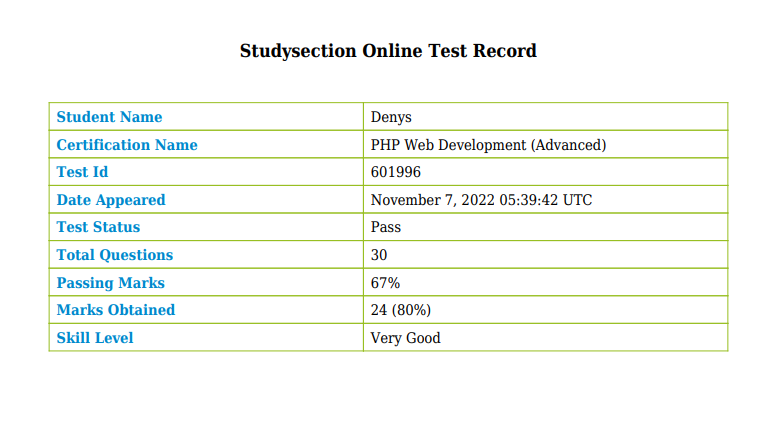 Studysection Online Test Record
Student Name Denys
Certification Name PHP Web Development (Advanced)
Test Id 601996
Date Appeared November 7, 2022 05:39:42 UTC
Test Status Pass
Total Questions 30
Passing Marks 67%
Marks Obtained 24 (80%)
Skill Level Very Good